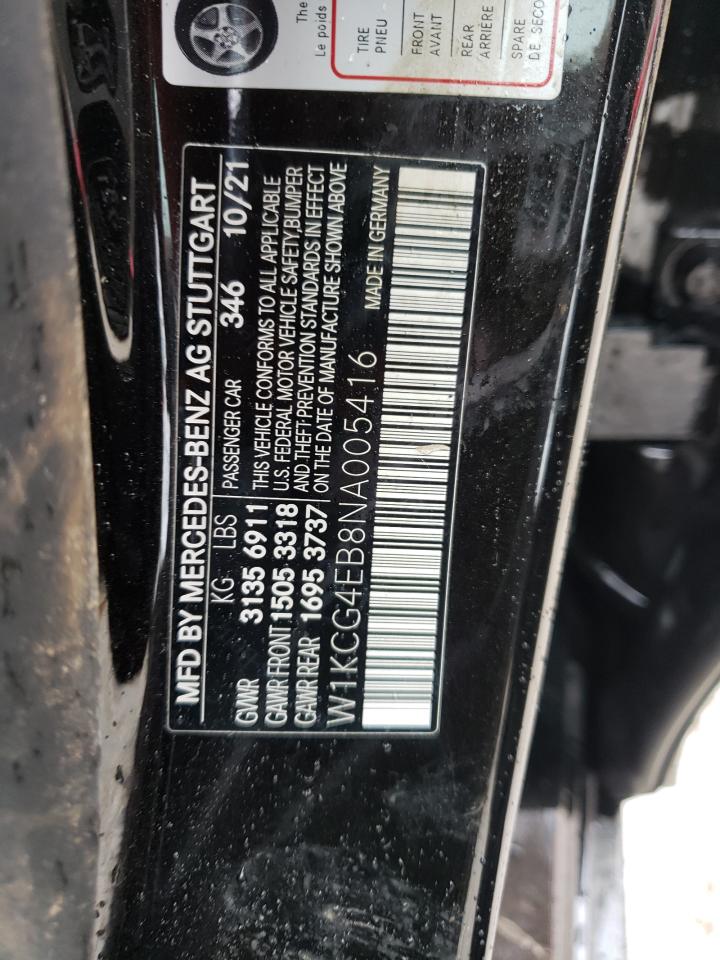 The
Le poids
TIRE
PNEU
FRONT
AVANT
REAR
ARRIÈRE
SPARE
DE SECO
MFD BY MERCEDES-BENZ AG STUTTGART
KG LBS PASSENGER CAR 346 10/21
GVWR 3135 6911 THIS VEHICLE CONFORMS TO ALL APPLICABLE
GAWR FRONT 1505 3318 U.S. FEDERAL MOTOR VEHICLE SAFETY,BUMPER
GAWR REAR 1695 3737 AND THEFT PREVENTION STANDARDS IN EFFECT
ON THE DATE OF MANUFACTURE SHOWN ABOVE
W1KCG4EB8NA005416 MADE IN GERMANY